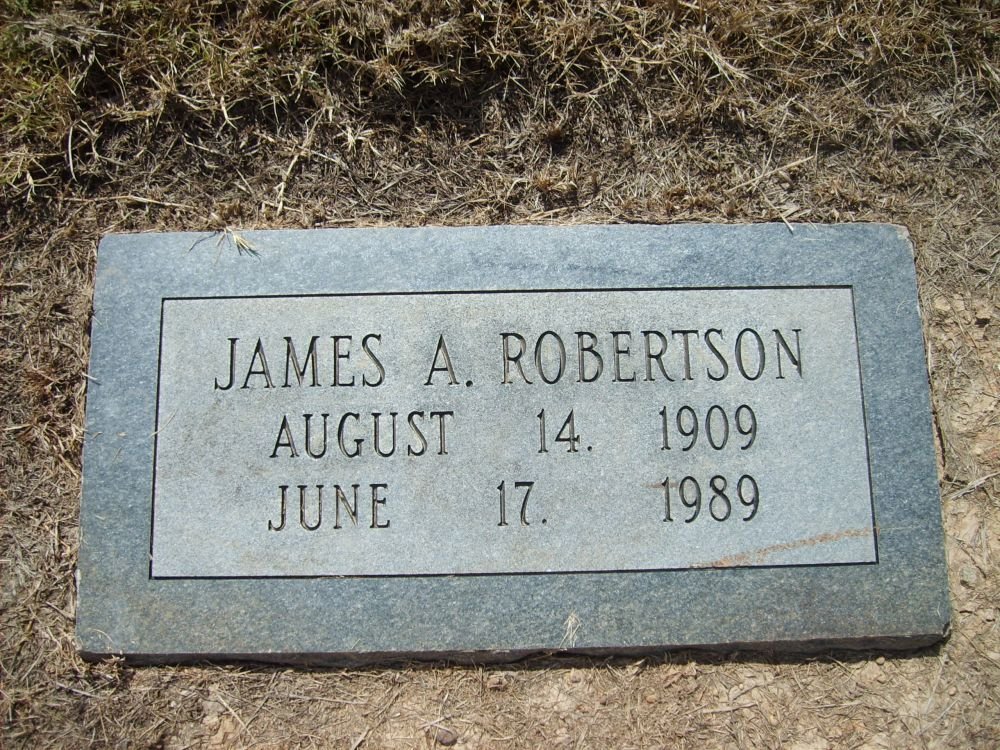 JAMES A. ROBERTSON
AUGUST 14. 1909
JUNE 17. 1989